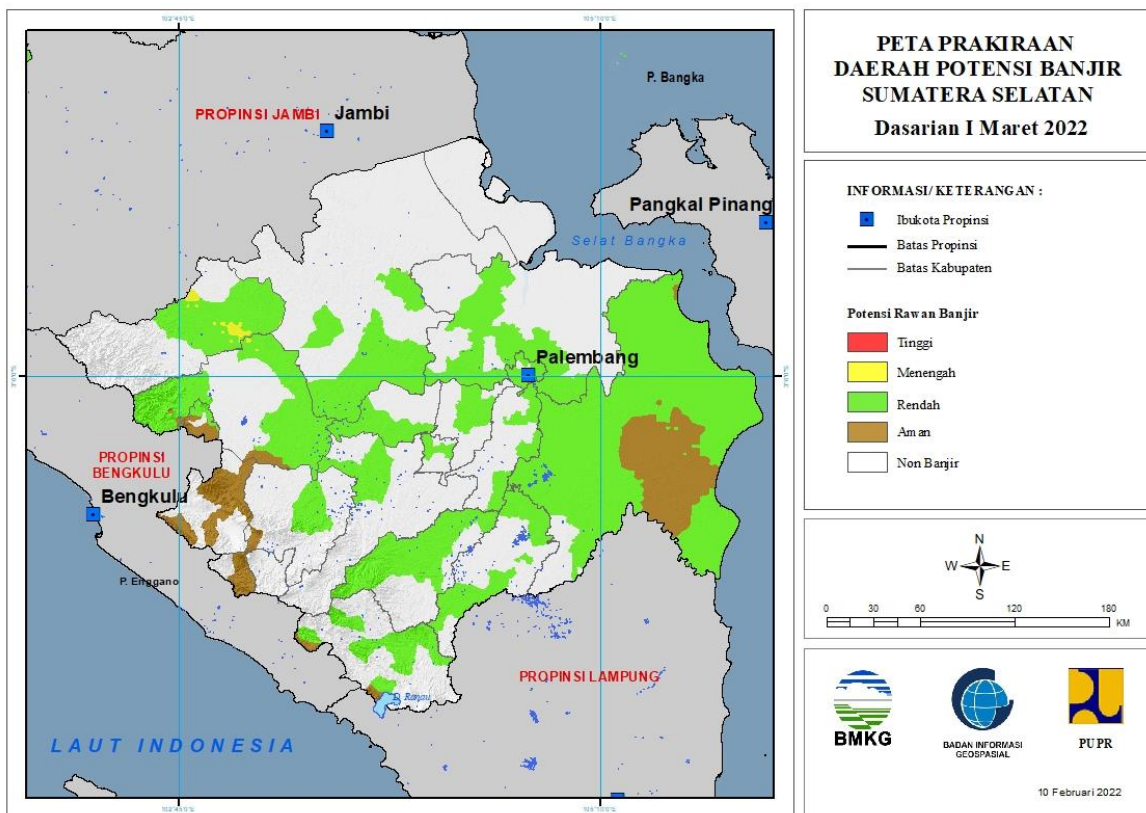 PETA PRAKIRAAN
DAERAH POTENSI BANJIR
SUMATERA SELATAN
Dasarian I Maret 2022
INFORMASI/ KETERANGAN :
Ibukota Propinsi
Batas Propinsi
Batas Kabupaten
Potensi Rawan Banjir
Tinggi
Menengah
Rendah
Aman
Non Banjir
N
W E
S
0 30 60 120 180
KM
BMKG
BADAN INFORMASI
GEOSPASIAL
PUPR
10 Februari 2022
P. Bangka
PROPINSI JAMBI
Jambi
Pangkal Pinang
Selat Bangka
Palembang
PROPINSI
BENGKULU
Bengkulu
P. Enggano
PROPINSI LAMPUNG
D. Ranau
LAUT INDONESIA